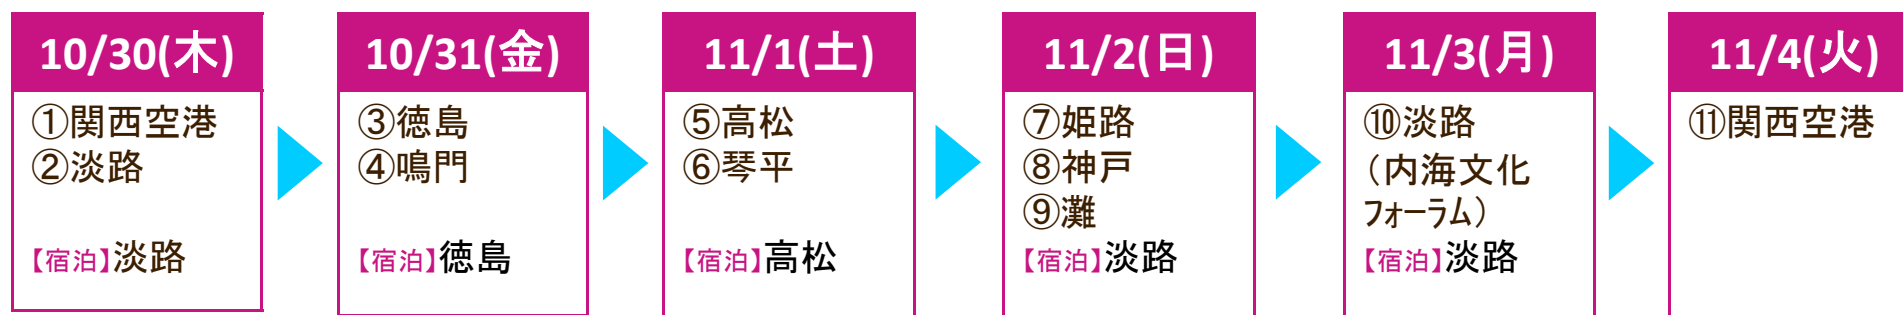 10/30(木)
①関西空港
②淡路
【宿泊】淡路
10/31(金)
③徳島
④鳴門
【宿泊】徳島
11/1(土)
⑤高松
⑥琴平
【宿泊】高松
11/2(日)
⑦姫路
⑧神戸
⑨灘
【宿泊】淡路
11/3(月)
⑩淡路
（内海文化
フォーラム）
【宿泊】淡路
11/4(火)
⑪関西空港